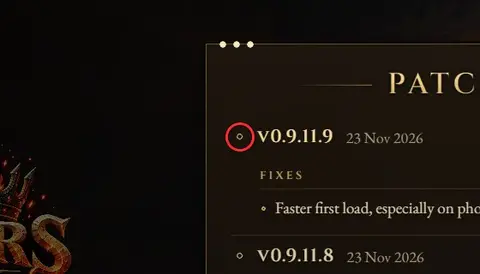 PATC
v0.9.11.9 23 Nov 2026
FIXES
Faster first load, especially on pho
v0.9.11.8 23 Nov 2026
RS